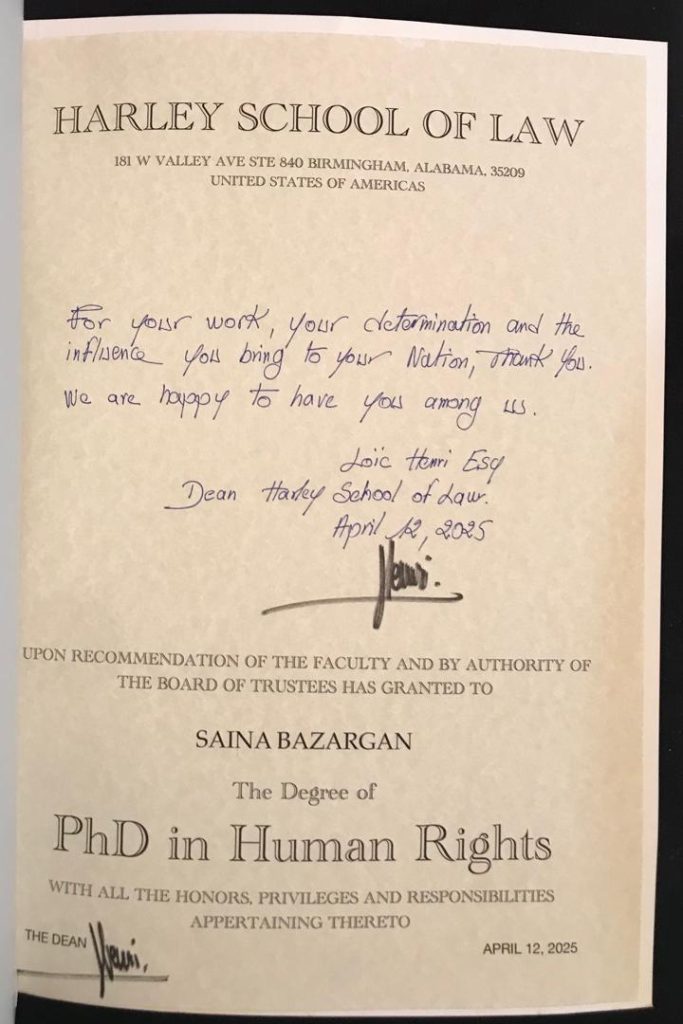 HARLEY SCHOOL OF LAW
181 W VALLEY AVE STE 840 BIRMINGHAM, ALABAMA, 35209
UNITED STATES OF AMERICAS
For your work, your determination and the
influence you bring to your Nation, Thank you.
We are happy to have you among us.
Loïc Henri Esq
Dean Harley School of Law.
April 12, 2025
Henri.
UPON RECOMMENDATION OF THE FACULTY AND BY AUTHORITY OF
THE BOARD OF TRUSTEES HAS GRANTED TO
SAINA BAZARGAN
The Degree of
PhD in Human Rights
WITH ALL THE HONORS, PRIVILEGES AND RESPONSIBILITIES
APPERTAINING THERETO
THE DEAN Henri.
APRIL 12, 2025